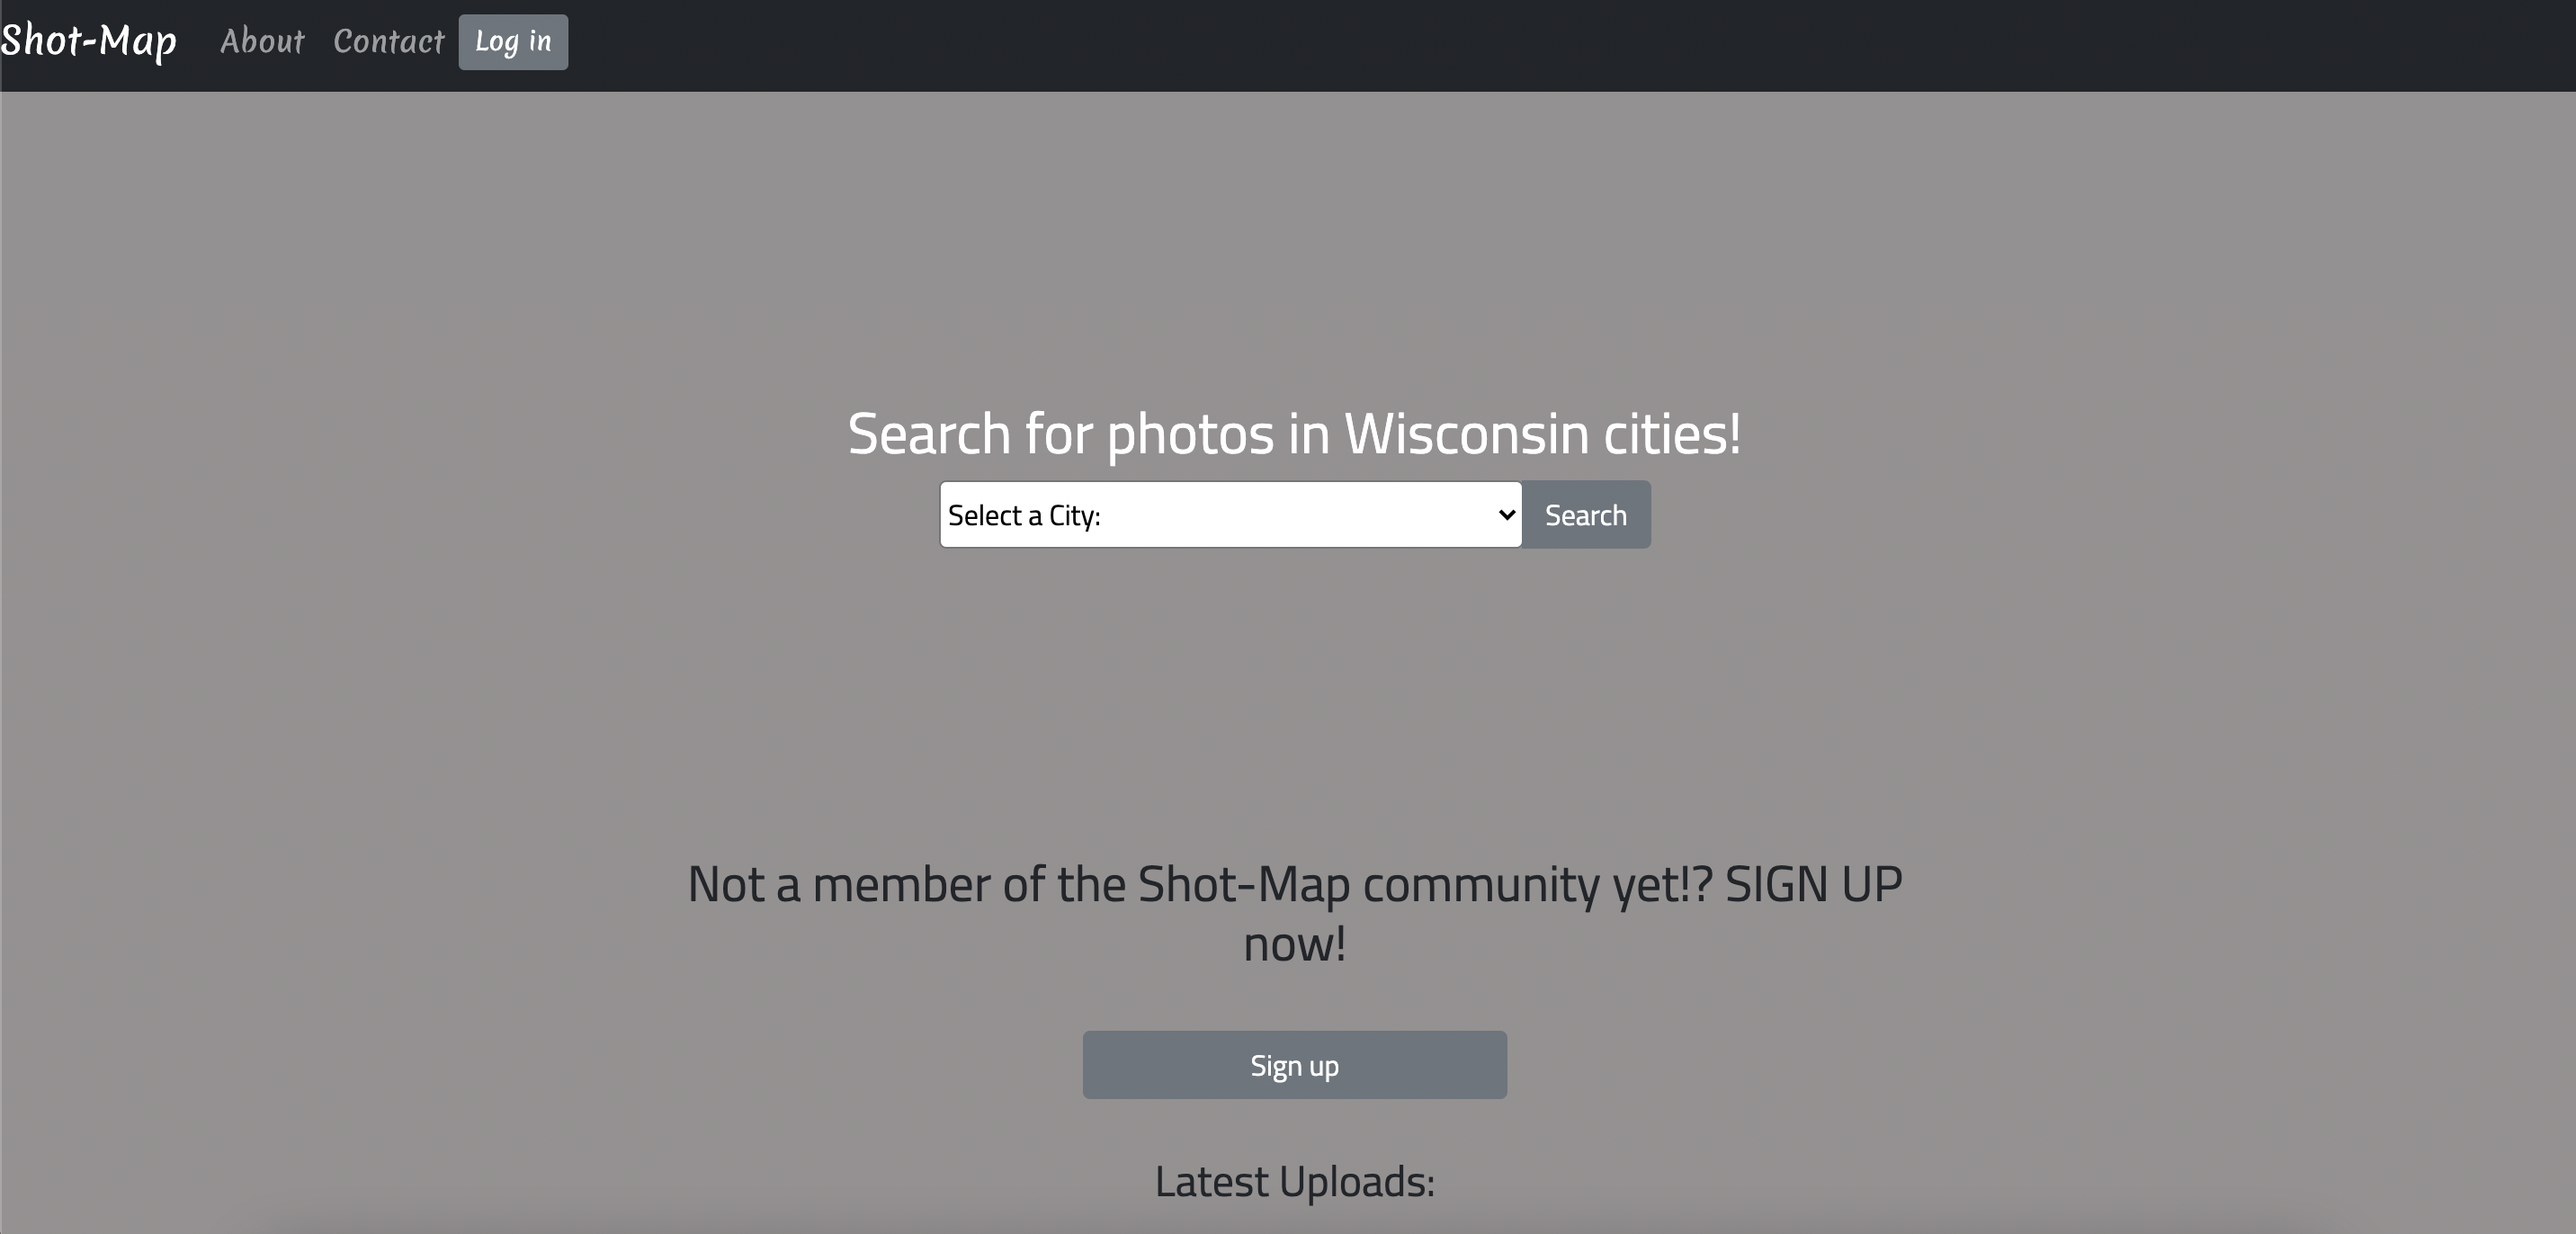 Shot-Map About Contact Log in
Search for photos in Wisconsin cities!
Select a City: Search
Not a member of the Shot-Map community yet!? SIGN UP
now!
Sign up
Latest Uploads: